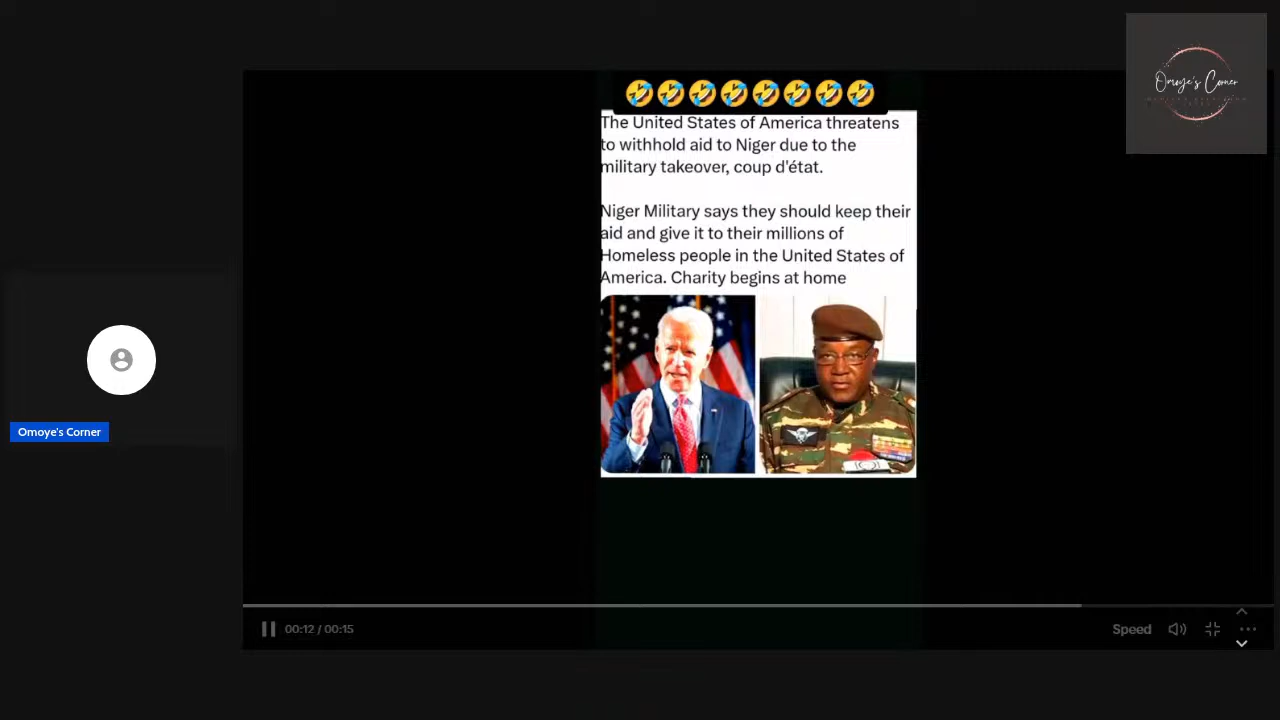 Omoye's Corner
🤣🤣🤣🤣🤣🤣🤣🤣
The United States of America threatens
to withhold aid to Niger due to the
military takeover, coup d'état.
Niger Military says they should keep their
aid and give it to their millions of
Homeless people in the United States of
America. Charity begins at home
Omoye's Corner
00:12 / 00:15
Speed